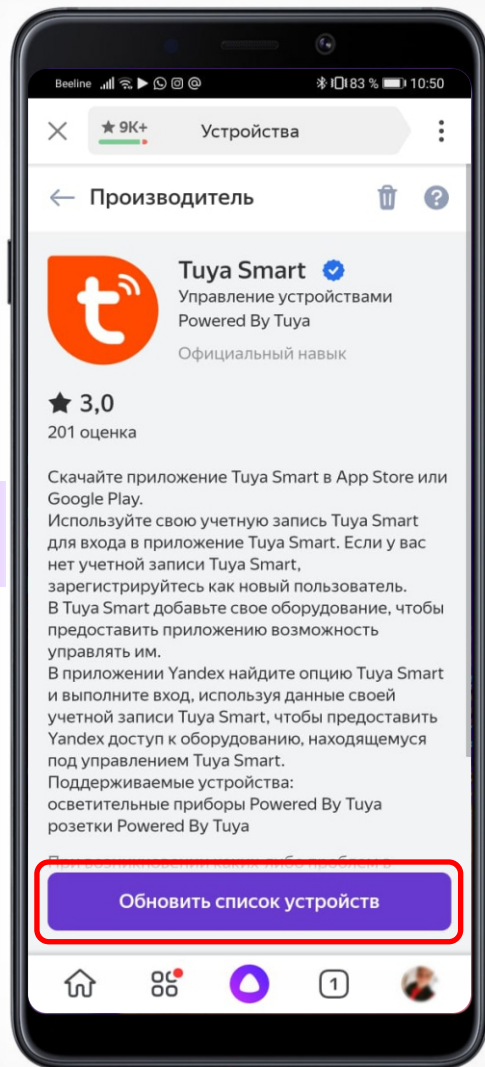 Beeline 83 % 10:50
9K+ Устройства
Производитель
Tuya Smart
Управление устройствами
Powered By Tuya
Официальный навык
3,0
201 оценка
Скачайте приложение Tuya Smart в App Store или
Google Play.
Используйте свою учетную запись Tuya Smart
для входа в приложение Tuya Smart. Если у вас
нет учетной записи Tuya Smart,
зарегистрируйтесь как новый пользователь.
В Tuya Smart добавьте свое оборудование, чтобы
предоставить приложению возможность
управлять им.
В приложении Yandex найдите опцию Tuya Smart
и выполните вход, используя данные своей
учетной записи Tuya Smart, чтобы предоставить
Yandex доступ к оборудованию, находящемуся
под управлением Tuya Smart.
Поддерживаемые устройства:
осветительные приборы Powered By Tuya
розетки Powered By Tuya
При возникновении каких-либо проблем в
Обновить список устройств
1